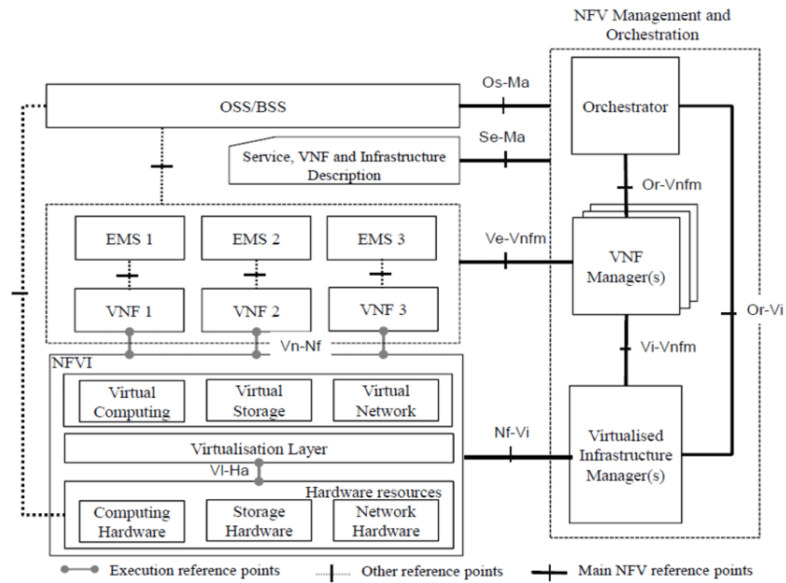 NFV Management and
Orchestration
OSS/BSS
Os-Ma
Orchestrator
Se-Ma
Service, VNF and Infrastructure
Description
Or-Vnfm
EMS 1
EMS 2
EMS 3
Ve-Vnfm
VNF
Manager(s)
VNF 1
VNF 2
VNF 3
Or-Vi
Vn-Nf
Vi-Vnfm
NFVI
Virtual
Computing
Virtual
Storage
Virtual
Network
Nf-Vi
Virtualised
Infrastructure
Manager(s)
Virtualisation Layer
Vl-Ha
Hardware resources
Computing
Hardware
Storage
Hardware
Network
Hardware
Execution reference points
Other reference points
Main NFV reference points